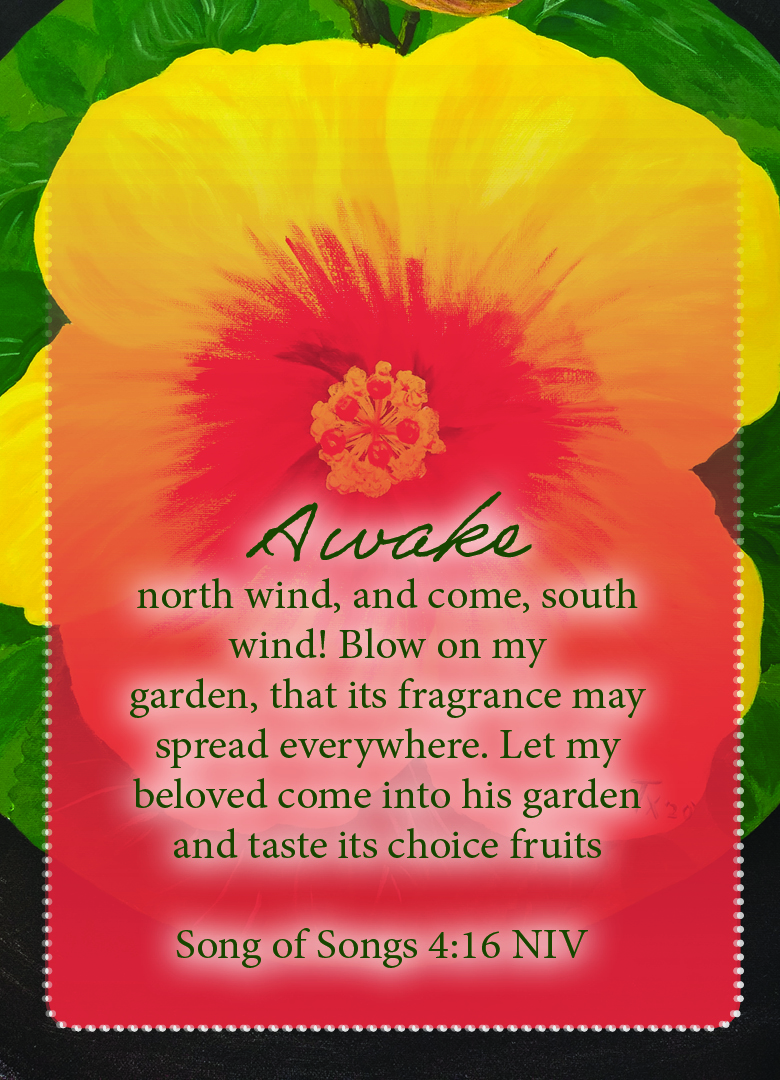 Awake
north wind, and come, south
wind! Blow on my
garden, that its fragrance may
spread everywhere. Let my
beloved come into his garden
and taste its choice fruits
Song of Songs 4:16 NIV